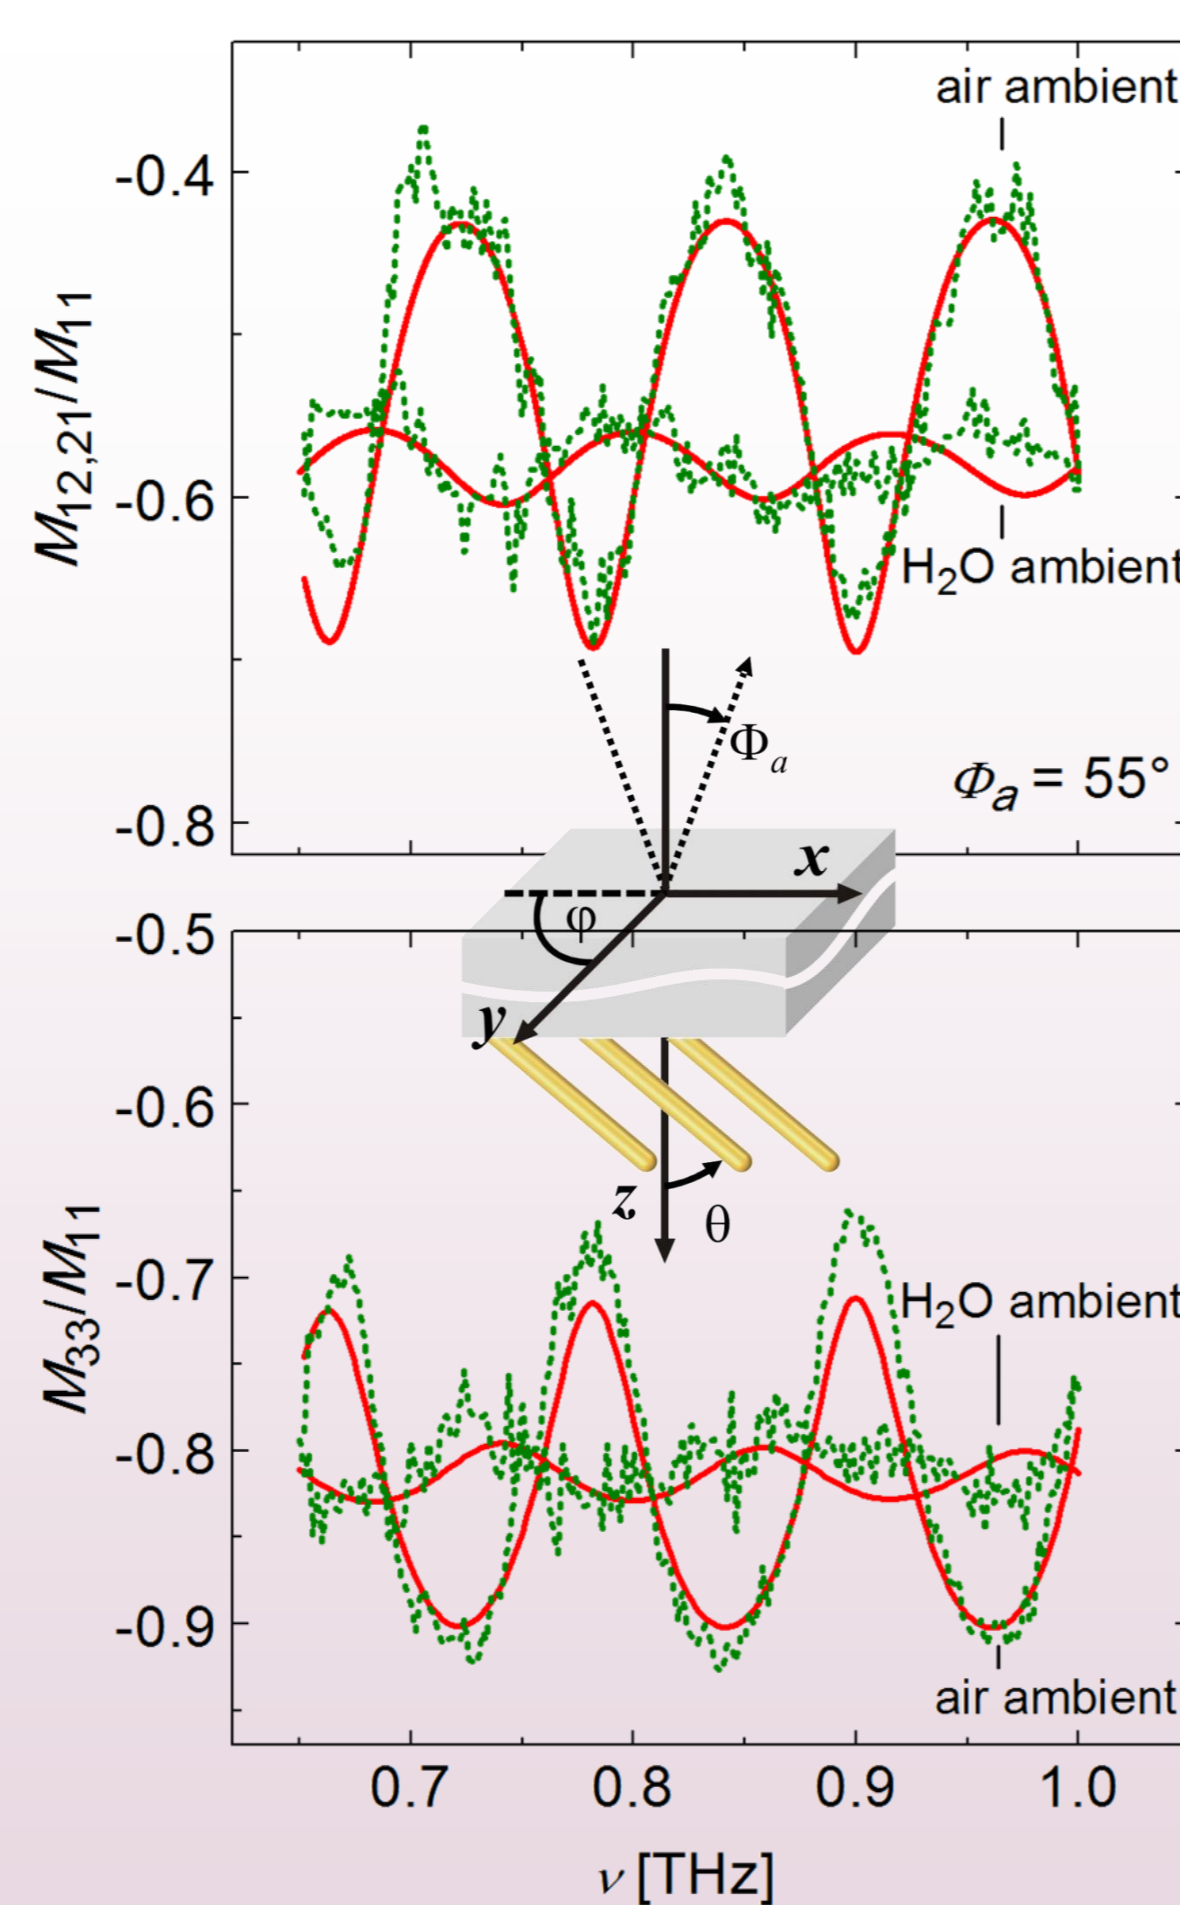 air ambient
-0.4
M12,21/M11
-0.6
H2O ambient
Φa
Φa = 55°
-0.8
x
φ
-0.5
y
-0.6
z
θ
M33/M11
-0.7
H2O ambient
-0.8
-0.9
air ambient
0.7 0.8 0.9 1.0
ν [THz]